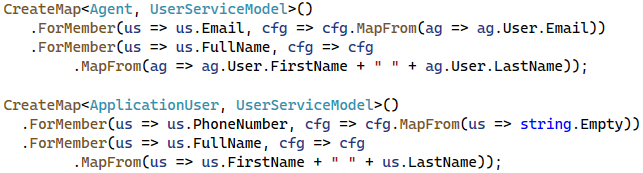 CreateMap<Agent, UserServiceModel>()
    .ForMember(us => us.Email, cfg => cfg.MapFrom(ag => ag.User.Email))
    .ForMember(us => us.FullName, cfg => cfg
          .MapFrom(ag => ag.User.FirstName + " " + ag.User.LastName));
CreateMap<ApplicationUser, UserServiceModel>()
   .ForMember(us => us.PhoneNumber, cfg => cfg.MapFrom(us => string.Empty))
   .ForMember(us => us.FullName, cfg => cfg
          .MapFrom(us => us.FirstName + " " + us.LastName));